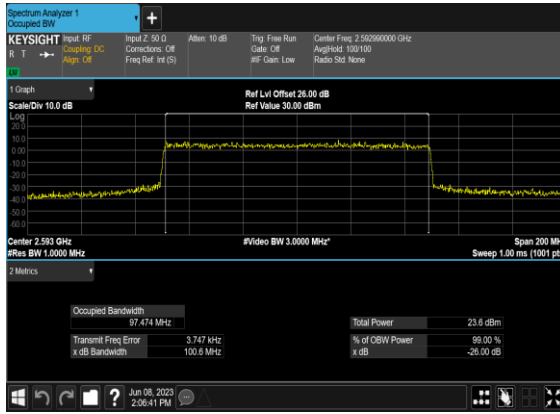 Spectrum Analyzer 1
Occupied BW
+
KEYSIGHT Input: RF Input Z: 50 Ω Atten: 10 dB Trig: Free Run Center Freq: 2.592990000 GHz
R T Coupling: DC Corrections: Off Gate: Off Avg|Hold: 100/100
Align: Off Freq Ref: Int (S) #IF Gain: Low Radio Std: None
1 Graph
Ref Lvl Offset 26.00 dB
Scale/Div 10.0 dB Ref Value 30.00 dBm
Log
20.0
10.0
0.00
-10.0
-20.0
-30.0
-40.0
-50.0
-60.0
Center 2.593 GHz #Video BW 3.0000 MHz* Span 200 MH
#Res BW 1.0000 MHz Sweep 1.00 ms (1001 pt
2 Metrics
Occupied Bandwidth
97.474 MHz Total Power 23.6 dBm
Transmit Freq Error 3.747 kHz % of OBW Power 99.00 %
x dB Bandwidth 100.6 MHz x dB -26.00 dB
? Jun 08, 2023
2:06:41 PM